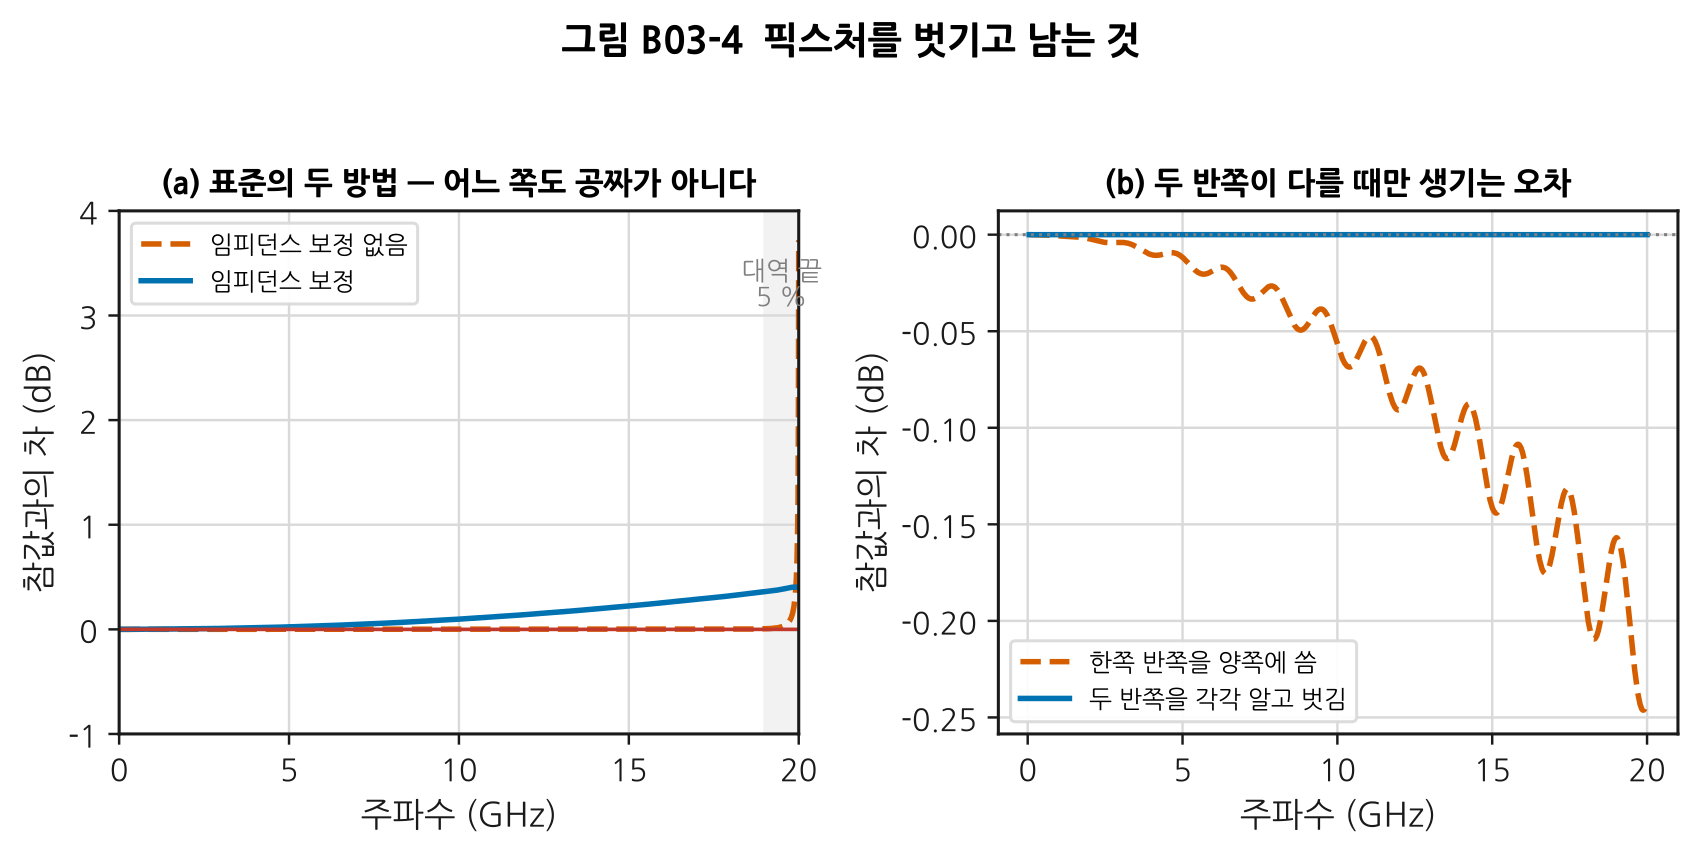 그림 B03-4 픽스처를 벗기고 남는 것
(a) 표준의 두 방법 — 어느 쪽도 공짜가 아니다
임피던스 보정 없음
임피던스 보정
대역 끝
5 %
4
3
2
1
0
-1
0
5
10
15
20
참값과의 차 (dB)
주파수 (GHz)
(b) 두 반쪽이 다를 때만 생기는 오차
0.00
-0.05
-0.10
-0.15
-0.20
-0.25
한쪽 반쪽을 양쪽에 씀
두 반쪽을 각각 알고 벗김
0
5
10
15
20
참값과의 차 (dB)
주파수 (GHz)